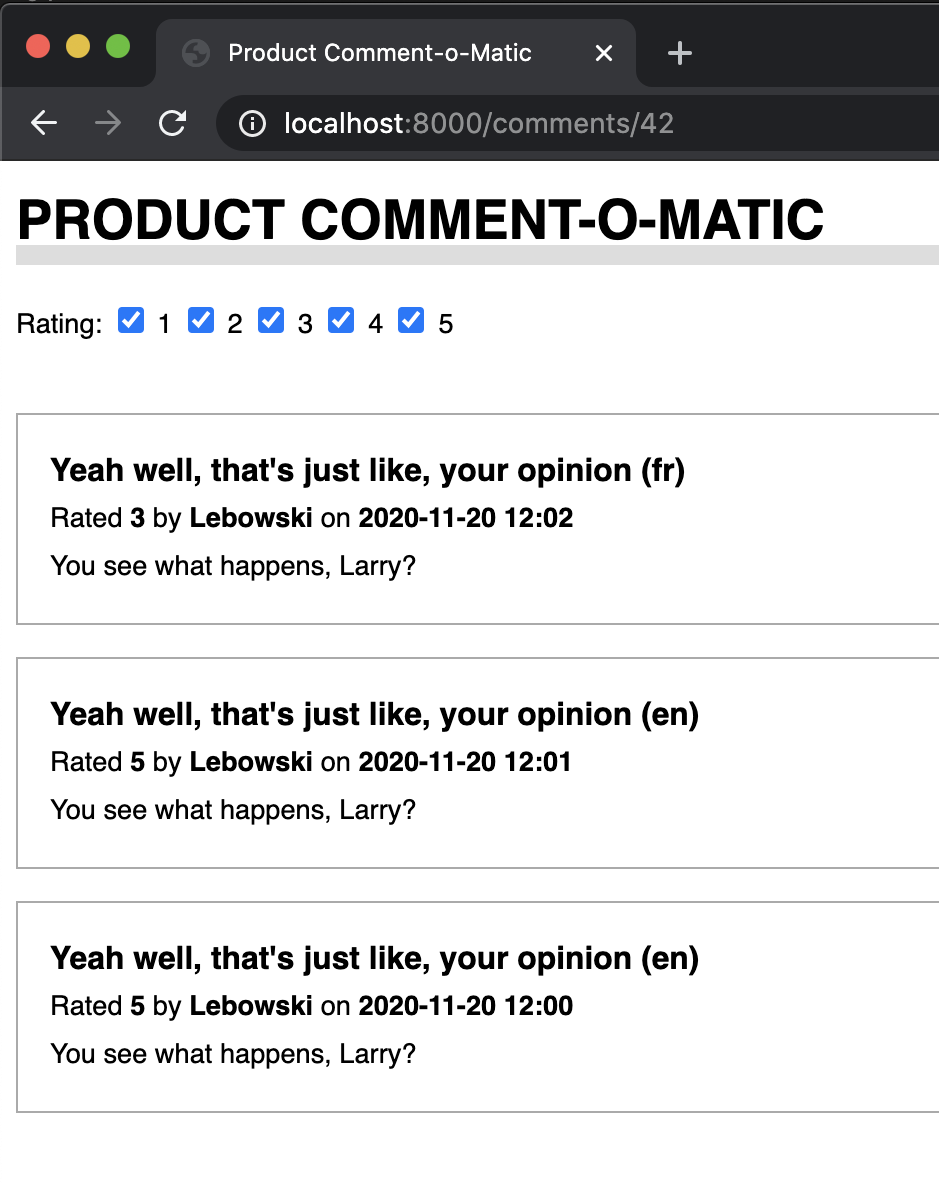 Product Comment-o-Matic
localhost:8000/comments/42
PRODUCT COMMENT-O-MATIC
Rating: 1 2 3 4 5
Yeah well, that's just like, your opinion (fr)
Rated 3 by Lebowski on 2020-11-20 12:02
You see what happens, Larry?
Yeah well, that's just like, your opinion (en)
Rated 5 by Lebowski on 2020-11-20 12:01
You see what happens, Larry?
Yeah well, that's just like, your opinion (en)
Rated 5 by Lebowski on 2020-11-20 12:00
You see what happens, Larry?